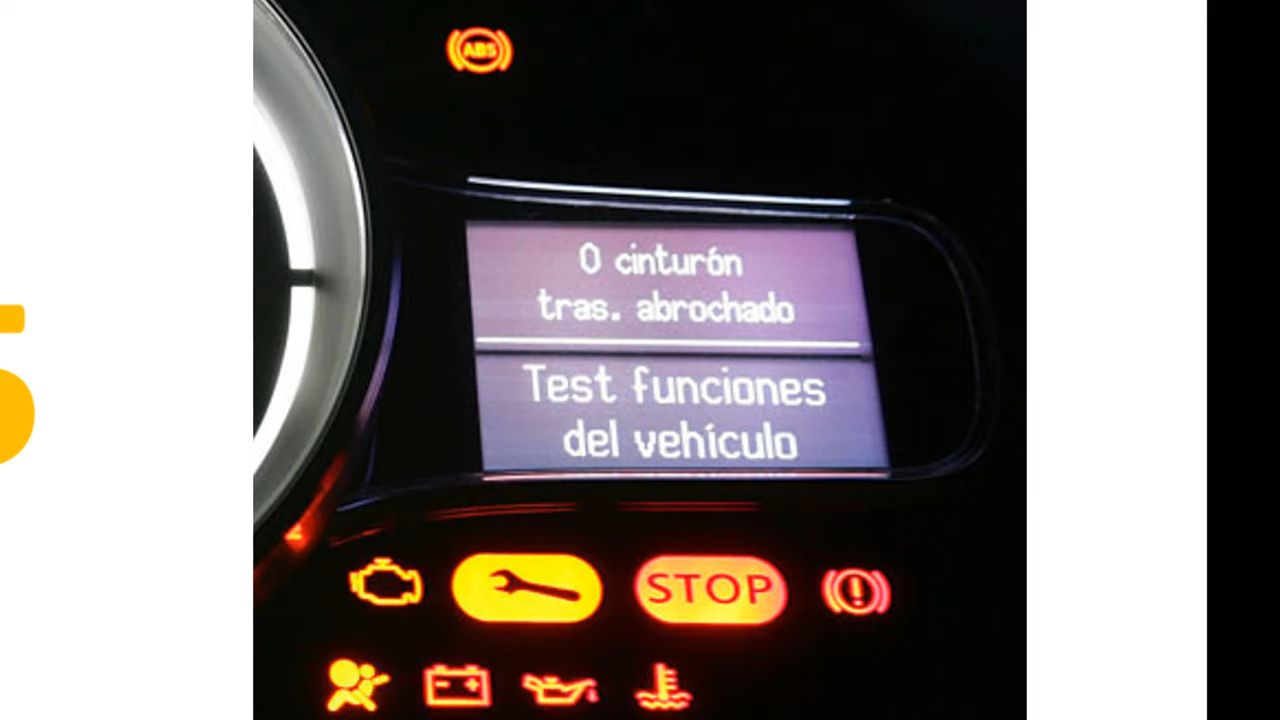 ABS
0 cinturón
tras. abrochado
Test funciones
del vehículo
STOP